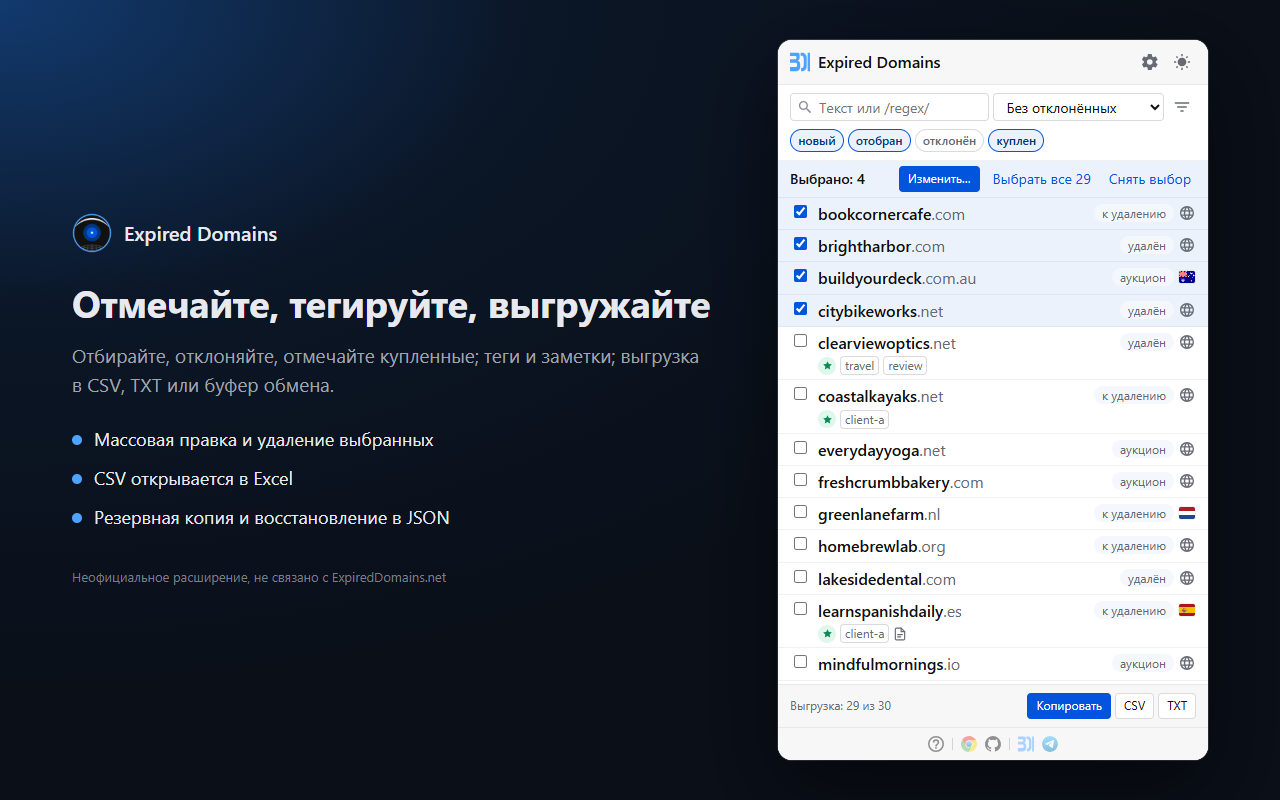 Expired Domains
Отмечайте, тегируйте, выгружайте
Отбирайте, отклоняйте, отмечайте купленные; теги и заметки; выгрузка
в CSV, TXT или буфер обмена.
Массовая правка и удаление выбранных
CSV открывается в Excel
Резервная копия и восстановление в JSON
Неофициальное расширение, не связано с ExpiredDomains.net
Expired Domains
Текст или /regex/ Без отклонённых
новый отобран отклонён куплен
Выбрано: 4 Изменить... Выбрать все 29 Снять выбор
bookcornercafe.com к удалению
brightharbor.com удалён
buildyourdeck.com.au аукцион
citybikeworks.net удалён
clearviewoptics.net удалён
travel review
coastalkayaks.net к удалению
client-a
everydayyoga.net аукцион
freshcrumbbakery.com аукцион
greenlanefarm.nl к удалению
homebrewlab.org к удалению
lakesidedental.com удалён
learnspanishdaily.es к удалению
client-a
mindfulmornings.io аукцион
Выгрузка: 29 из 30 Копировать CSV TXT